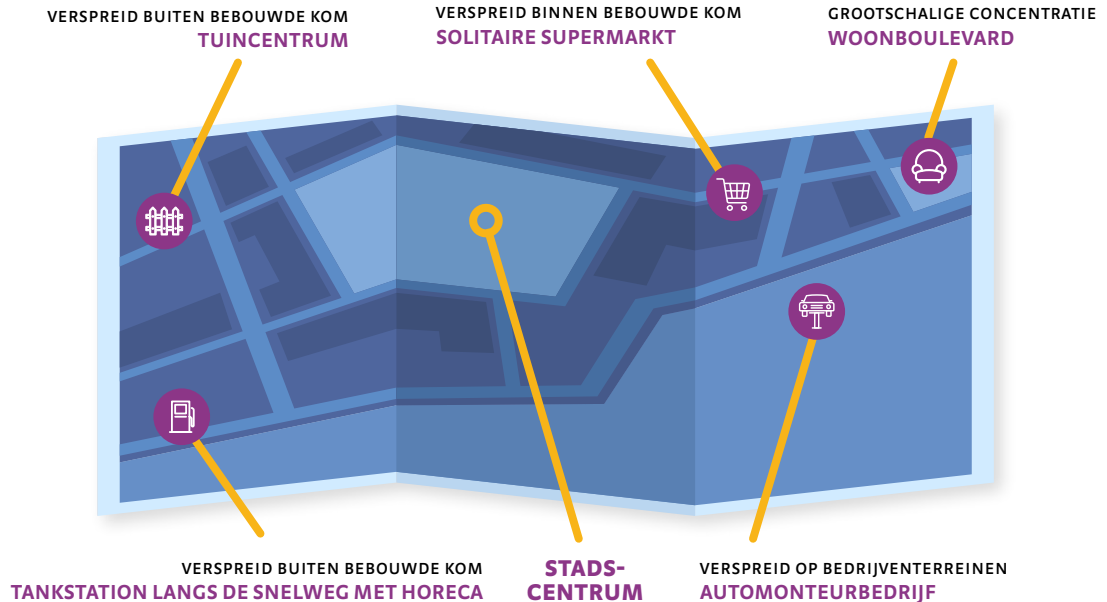 VERSPREID BUITEN BEBOUWDE KOM
TUINCENTRUM
VERSPREID BINNEN BEBOUWDE KOM
SOLITAIRE SUPERMARKT
GROOTSCHALIGE CONCENTRATIE
WOONBOULEVARD
VERSPREID BUITEN BEBOUWDE KOM
TANKSTATION LANGS DE SNELWEG MET HORECA
STADS-
CENTRUM
VERSPREID OP BEDRIJVENTERREINEN
AUTOMONTEURBEDRIJF